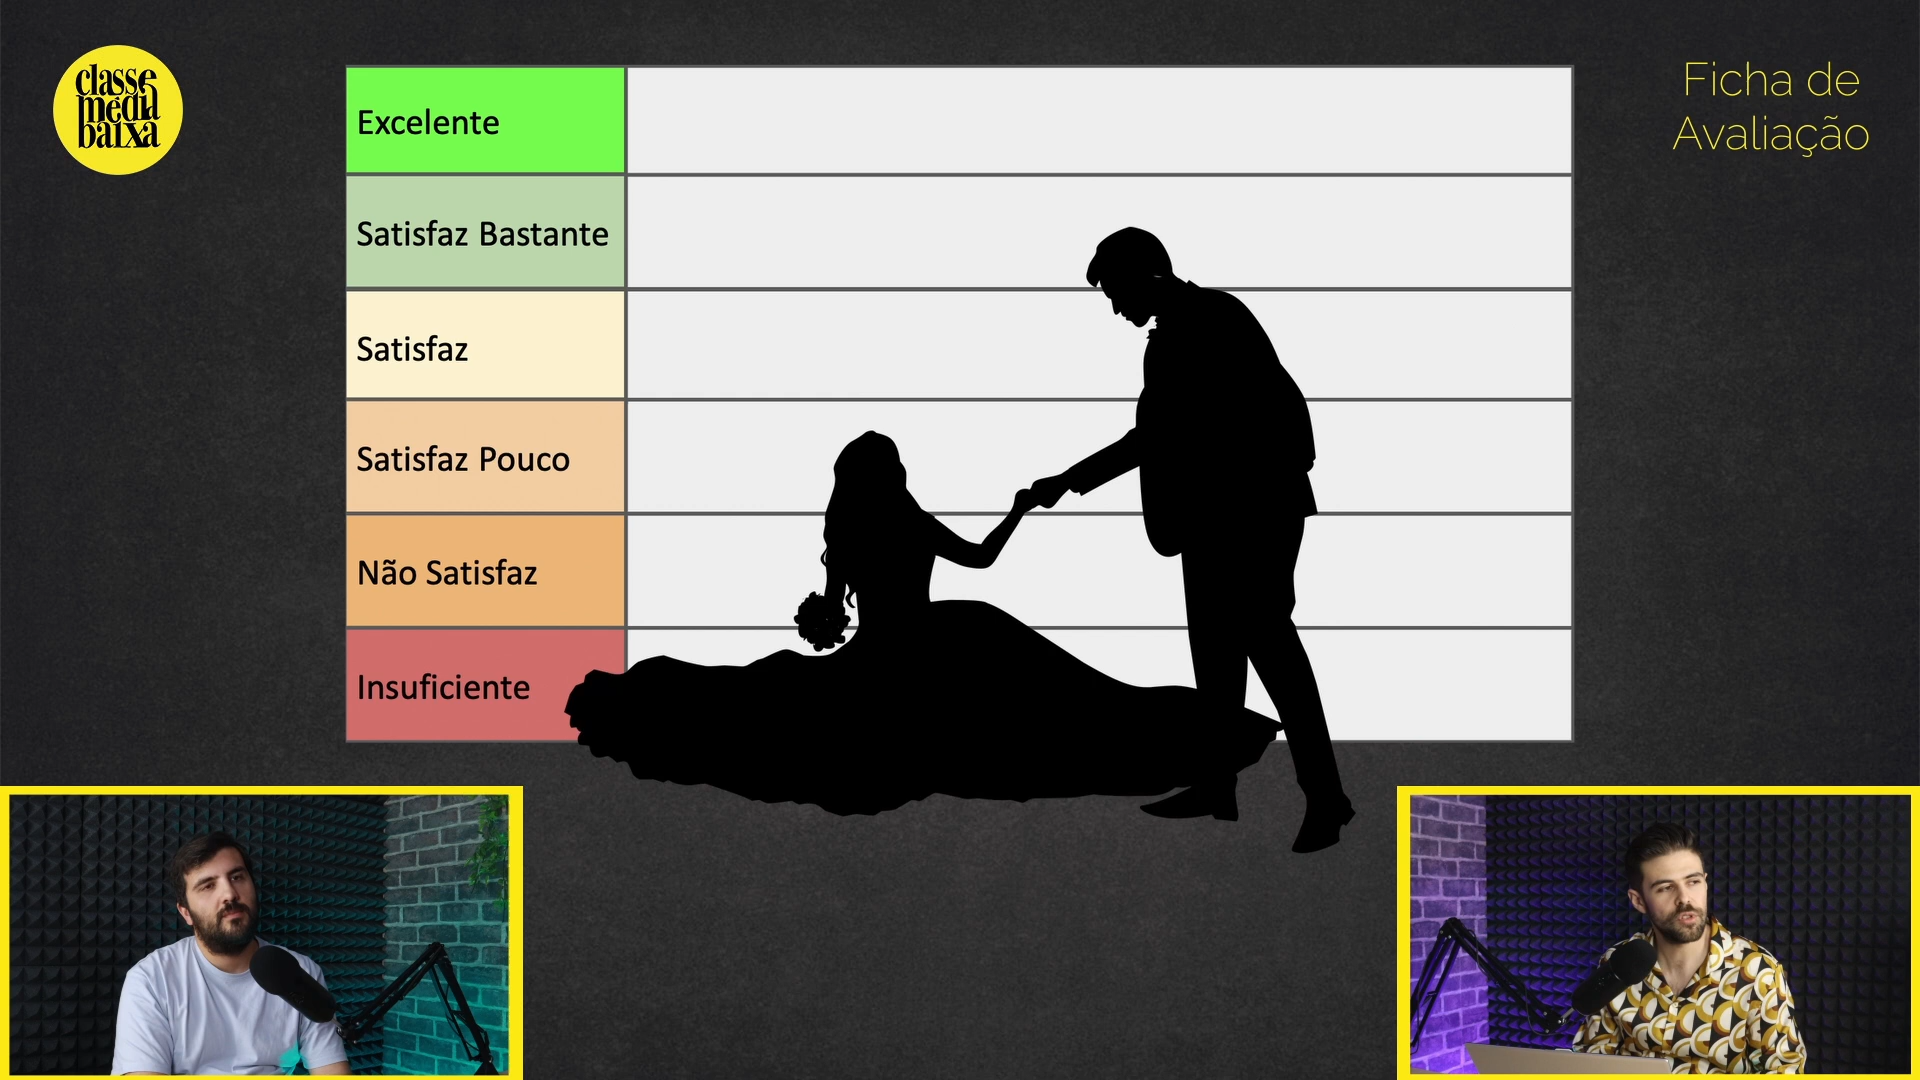 classe
média
baixa
Ficha de
Avaliação
Excelente
Satisfaz Bastante
Satisfaz
Satisfaz Pouco
Não Satisfaz
Insuficiente